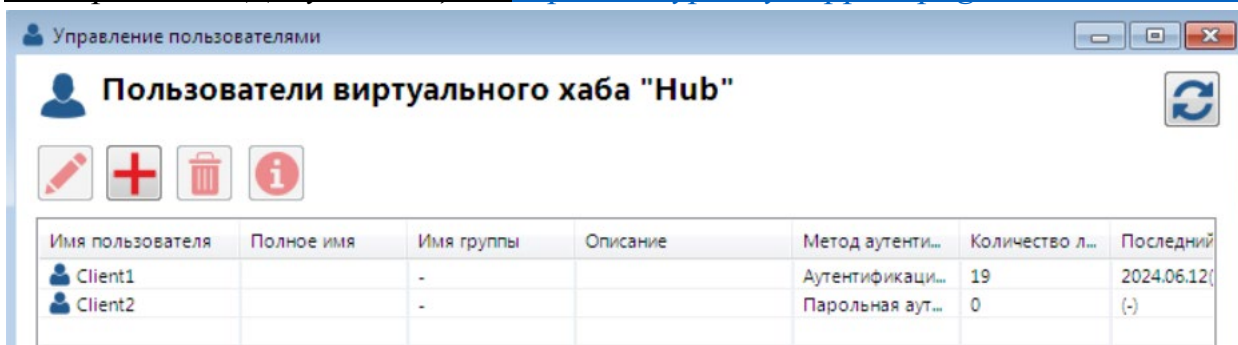 Управление пользователями
Пользователи виртуального хаба "Hub"
Имя пользователя Полное имя Имя группы Описание Метод аутенти... Количество л... Последний
Client1 - Аутентификаци... 19 2024.06.12(
Client2 - Парольная аут... 0 (-)